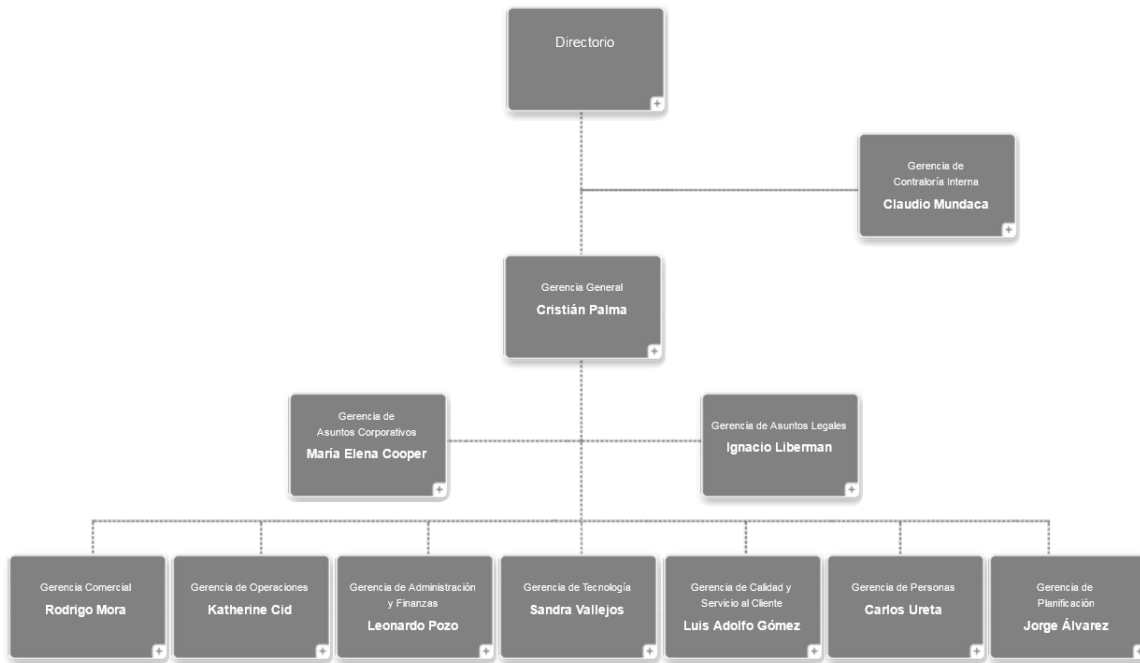 Directorio
Gerencia de
Contraloría Interna
Claudio Mundaca
Gerencia General
Cristián Palma
Gerencia de
Asuntos Corporativos
María Elena Cooper
Gerencia de Asuntos Legales
Ignacio Liberman
Gerencia Comercial
Rodrigo Mora
Gerencia de Operaciones
Katherine Cid
Gerencia de Administración
y Finanzas
Leonardo Pozo
Gerencia de Tecnología
Sandra Vallejos
Gerencia de Calidad y
Servicio al Cliente
Luis Adolfo Gómez
Gerencia de Personas
Carlos Ureta
Gerencia de
Planificación
Jorge Álvarez